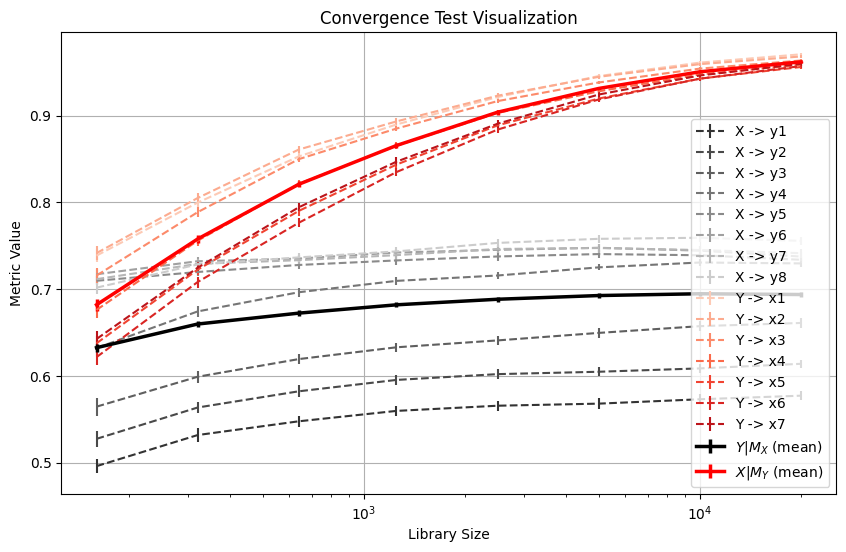 Convergence Test Visualization
Metric Value
0.9
0.8
0.7
0.6
0.5
X -> y1
X -> y2
X -> y3
X -> y4
X -> y5
X -> y6
X -> y7
X -> y8
Y -> x1
Y -> x2
Y -> x3
Y -> x4
Y -> x5
Y -> x6
Y -> x7
$Y|M_X$ (mean)
$X|M_Y$ (mean)
10³ 10⁴
Library Size